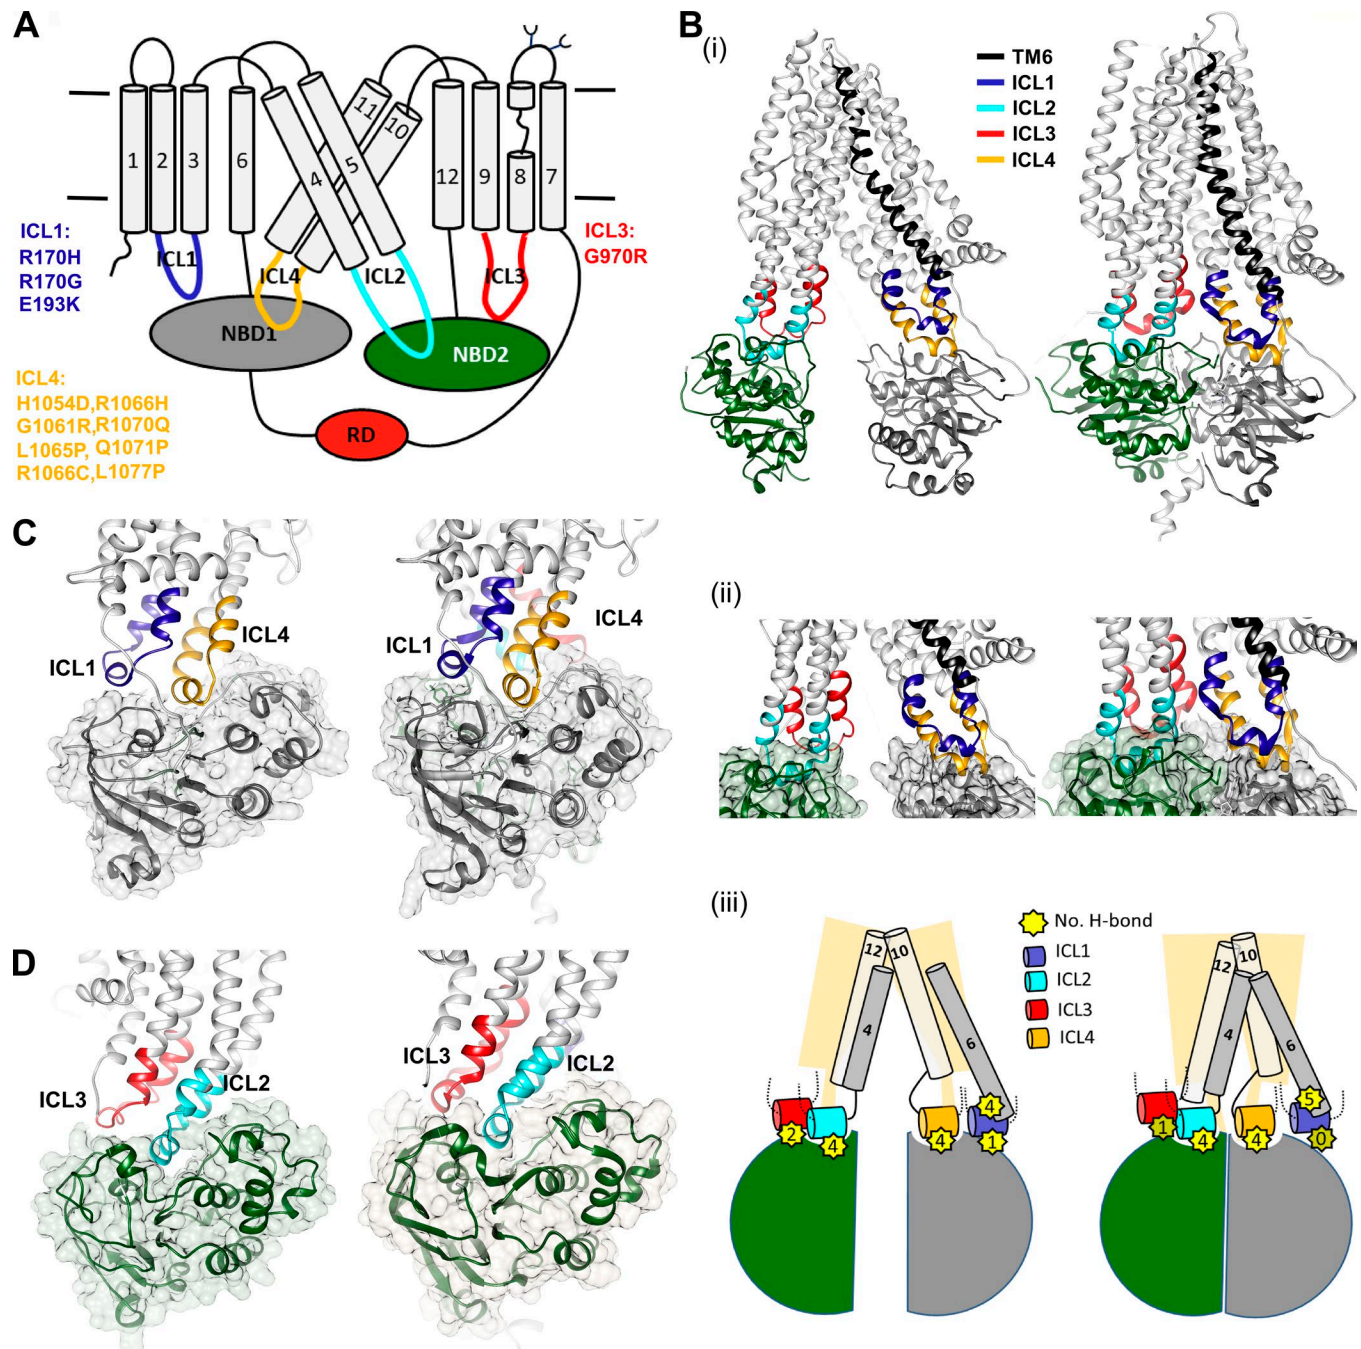 A
1
2
3
6
4
5
11
10
12
9
8
7
ICL1:
R170H
R170G
E193K
ICL1
ICL4
ICL2
ICL3
ICL3:
G970R
NBD1
NBD2
RD
ICL4:
H1054D,R1066H
G1061R,R1070Q
L1065P, Q1071P
R1066C,L1077P
B
(i)
TM6
ICL1
ICL2
ICL3
ICL4
C
ICL1
ICL4
ICL1
ICL4
(ii)
(iii)
12
10
4
6
2
4
4
4
1
No. H-bond
ICL1
ICL2
ICL3
ICL4
12
10
4
6
1
4
4
5
0
D
ICL3
ICL2
ICL3
ICL2